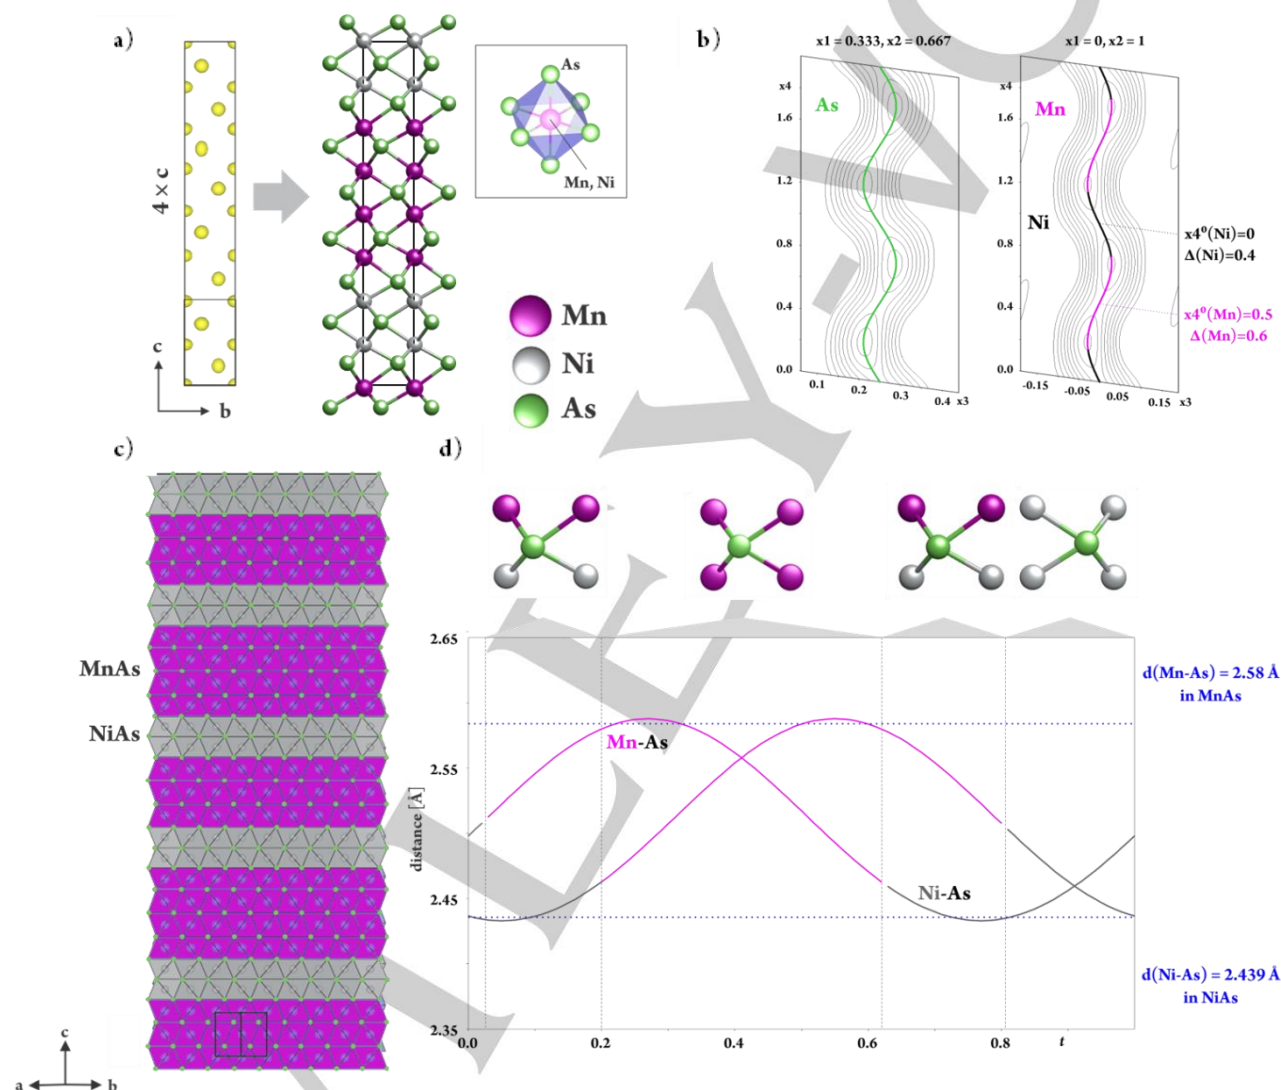 a)
4 × c
c
b
As
Mn, Ni
Mn
Ni
As
b)
x1 = 0.333, x2 = 0.667
x1 = 0, x2 = 1
x4
1.6
1.2
0.8
0.4
0.0
As
0.1
0.2
0.3
0.4 x3
x4
1.6
1.2
0.8
0.4
0.0
Mn
Ni
-0.15
-0.05
0.05
0.15 x3
x4⁰(Ni)=0
Δ(Ni)=0.4
x4⁰(Mn)=0.5
Δ(Mn)=0.6
c)
MnAs
NiAs
c
a
b
d)
2.65
2.55
2.45
2.35
distance [Å]
Mn-As
Ni-As
0.0
0.2
0.4
0.6
0.8
t
d(Mn-As) = 2.58 Å
in MnAs
d(Ni-As) = 2.439 Å
in NiAs